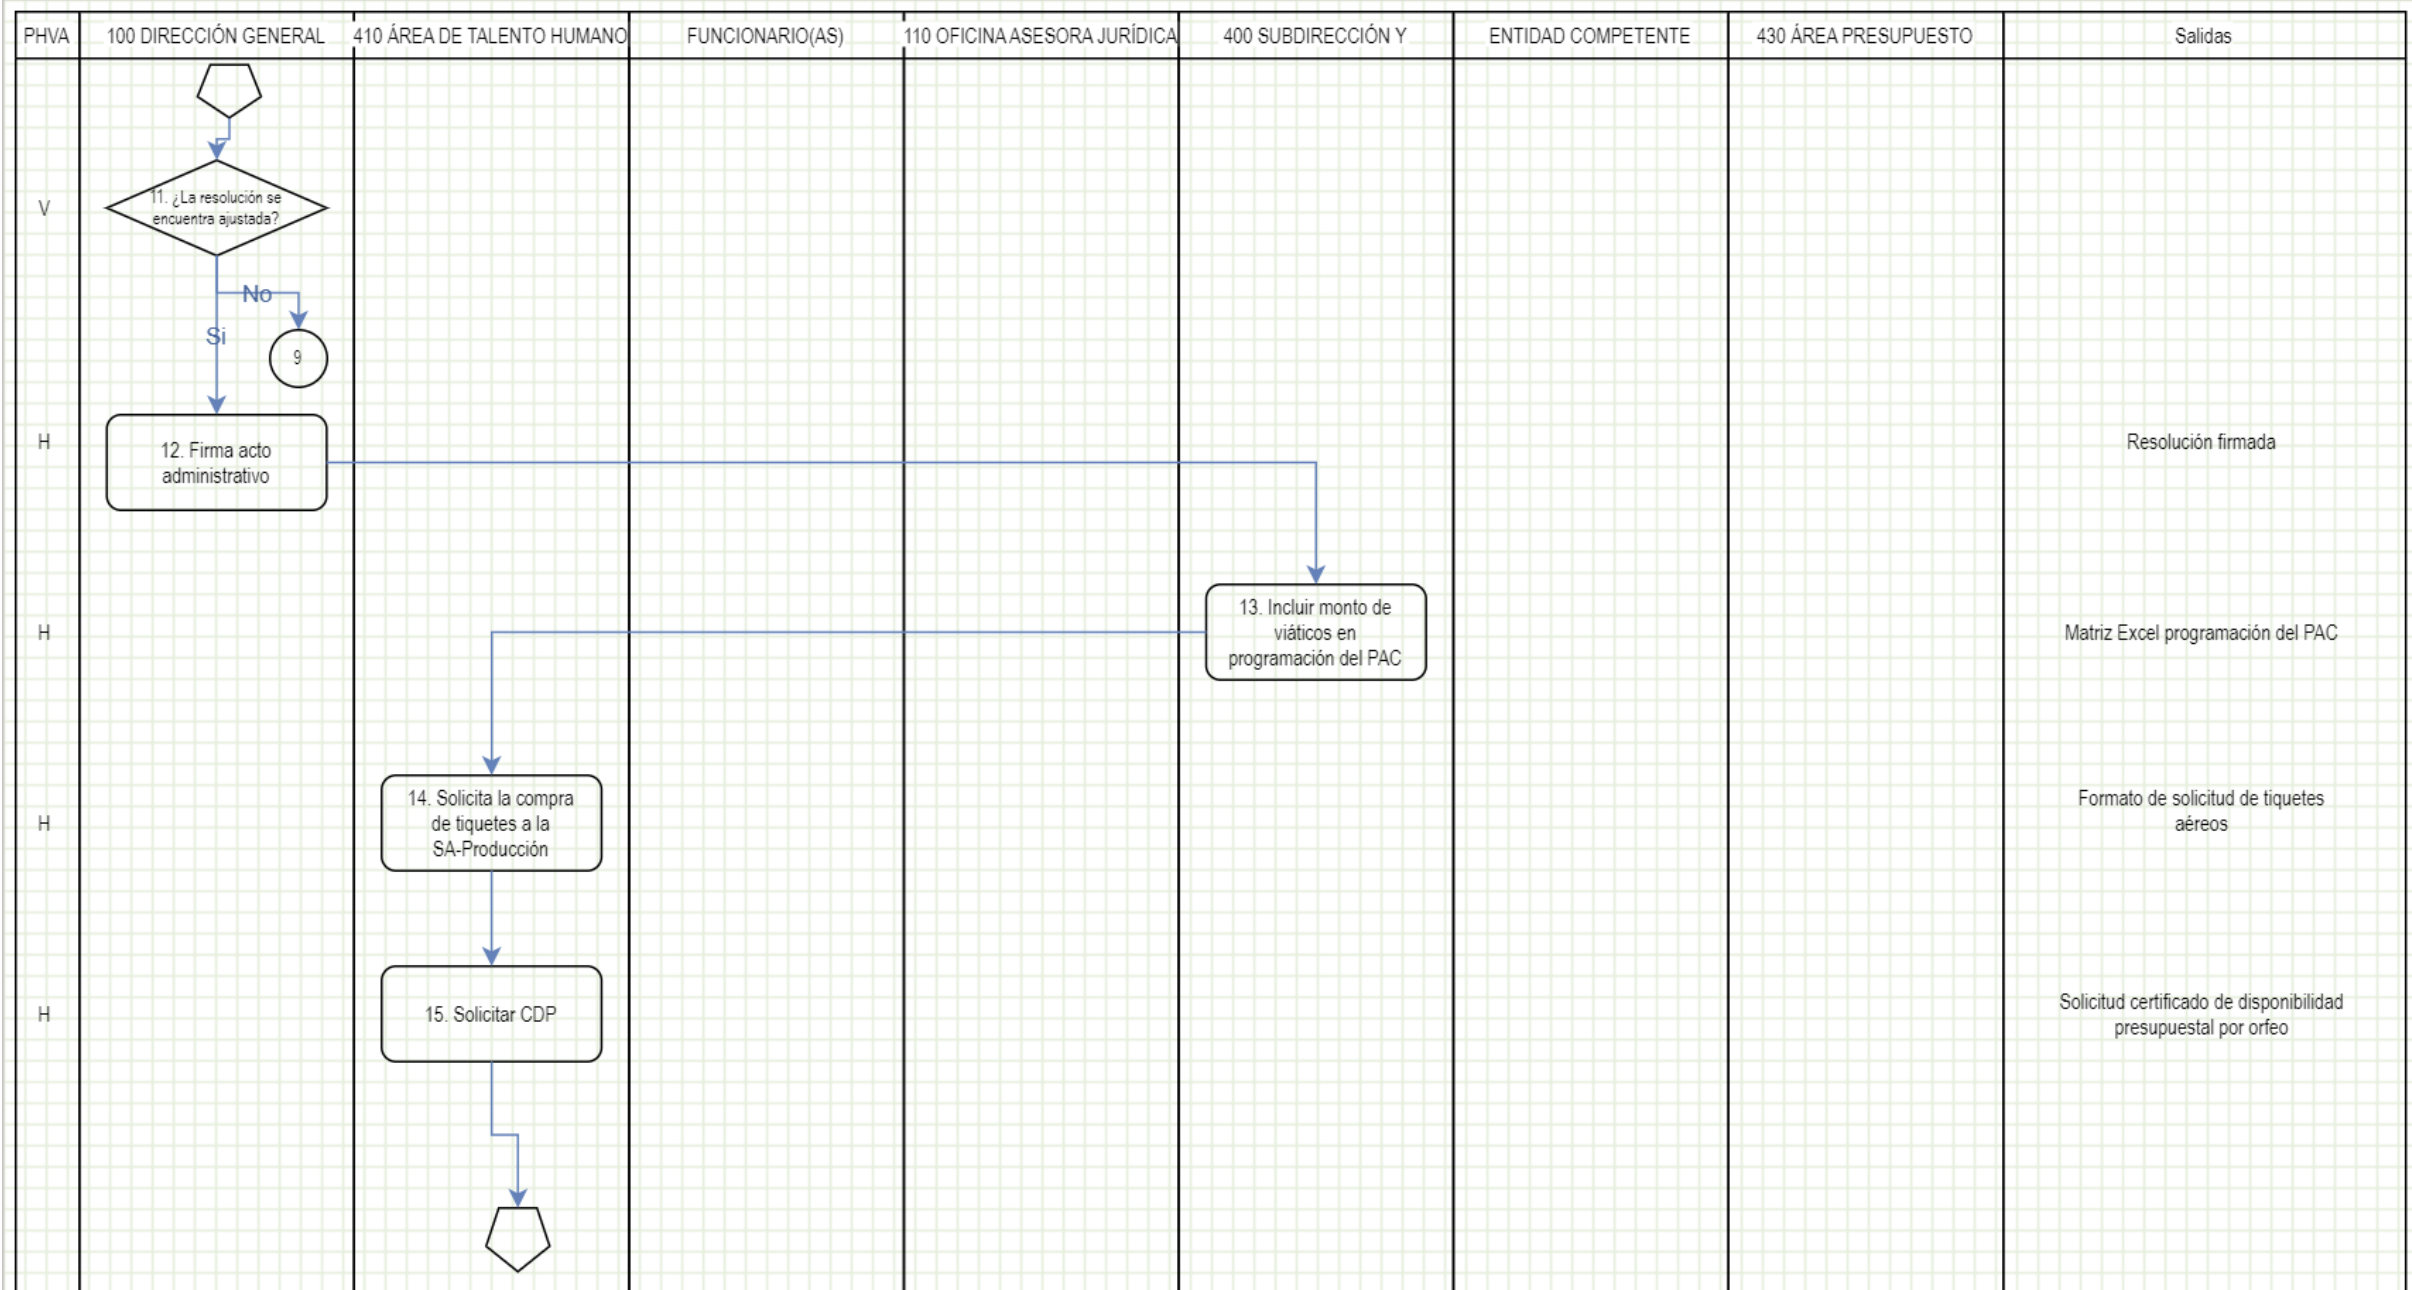 PHVA
100 DIRECCIÓN GENERAL
410 ÁREA DE TALENTO HUMANO
FUNCIONARIO(AS)
110 OFICINA ASESORA JURÍDICA
400 SUBDIRECCIÓN Y
ENTIDAD COMPETENTE
430 ÁREA PRESUPUESTO
Salidas
V
11. ¿La resolución se
encuentra ajustada?
No
Si
9
H
12. Firma acto
administrativo
Resolución firmada
H
13. Incluir monto de
viáticos en
programación del PAC
Matriz Excel programación del PAC
H
14. Solicita la compra
de tiquetes a la
SA-Producción
Formato de solicitud de tiquetes
aéreos
H
15. Solicitar CDP
Solicitud certificado de disponibilidad
presupuestal por orfeo